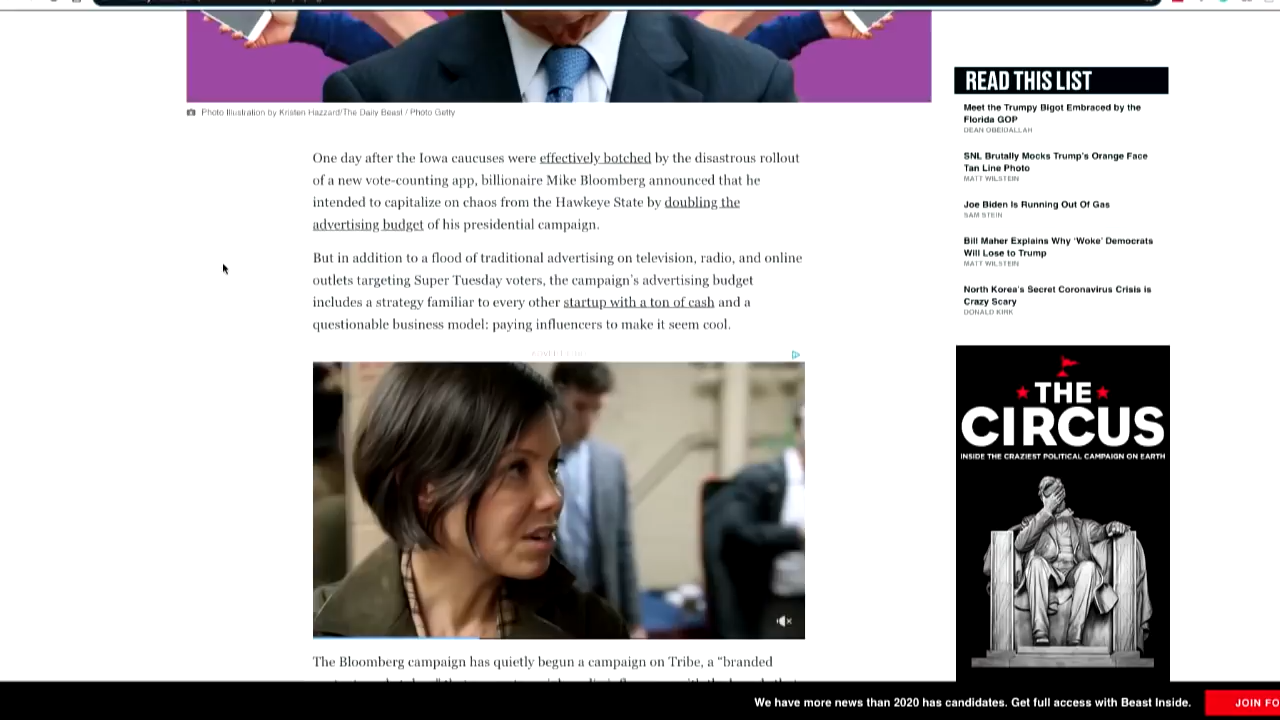 Photo Illustration by Kristen Hazzard/The Daily Beast / Photo Getty
One day after the Iowa caucuses were effectively botched by the disastrous rollout
of a new vote-counting app, billionaire Mike Bloomberg announced that he
intended to capitalize on chaos from the Hawkeye State by doubling the
advertising budget of his presidential campaign.
But in addition to a flood of traditional advertising on television, radio, and online
outlets targeting Super Tuesday voters, the campaign's advertising budget
includes a strategy familiar to every other startup with a ton of cash and a
questionable business model: paying influencers to make it seem cool.
The Bloomberg campaign has quietly begun a campaign on Tribe, a "branded
READ THIS LIST
Meet the Trumpy Bigot Embraced by the
Florida GOP
DEAN OBEIDALLAH
SNL Brutally Mocks Trump's Orange Face
Tan Line Photo
MATT WILSTEIN
Joe Biden Is Running Out Of Gas
SAM STEIN
Bill Maher Explains Why 'Woke' Democrats
Will Lose to Trump
MATT WILSTEIN
North Korea's Secret Coronavirus Crisis is
Crazy Scary
DONALD KIRK
THE
CIRCUS
INSIDE THE CRAZIEST POLITICAL CAMPAIGN ON EARTH
We have more news than 2020 has candidates. Get full access with Beast Inside.
JOIN FO